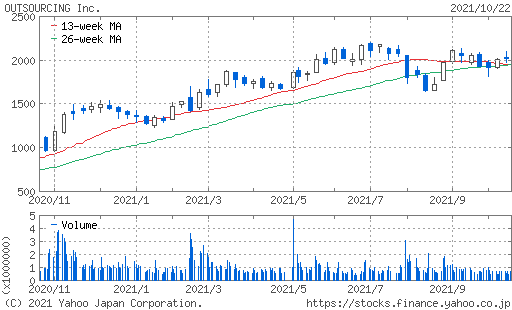 OUTSOURCING Inc. 2021/10/22
2500
13-week MA
26-week MA
2000
1500
1000
500
2020/11 2021/1 2021/3 2021/5 2021/7 2021/9
5
Volume
4
3
2
1
0
(x1000000)
2020/11 2021/1 2021/3 2021/5 2021/7 2021/9
(C) 2021 Yahoo Japan Corporation. https://stocks.finance.yahoo.co.jp/